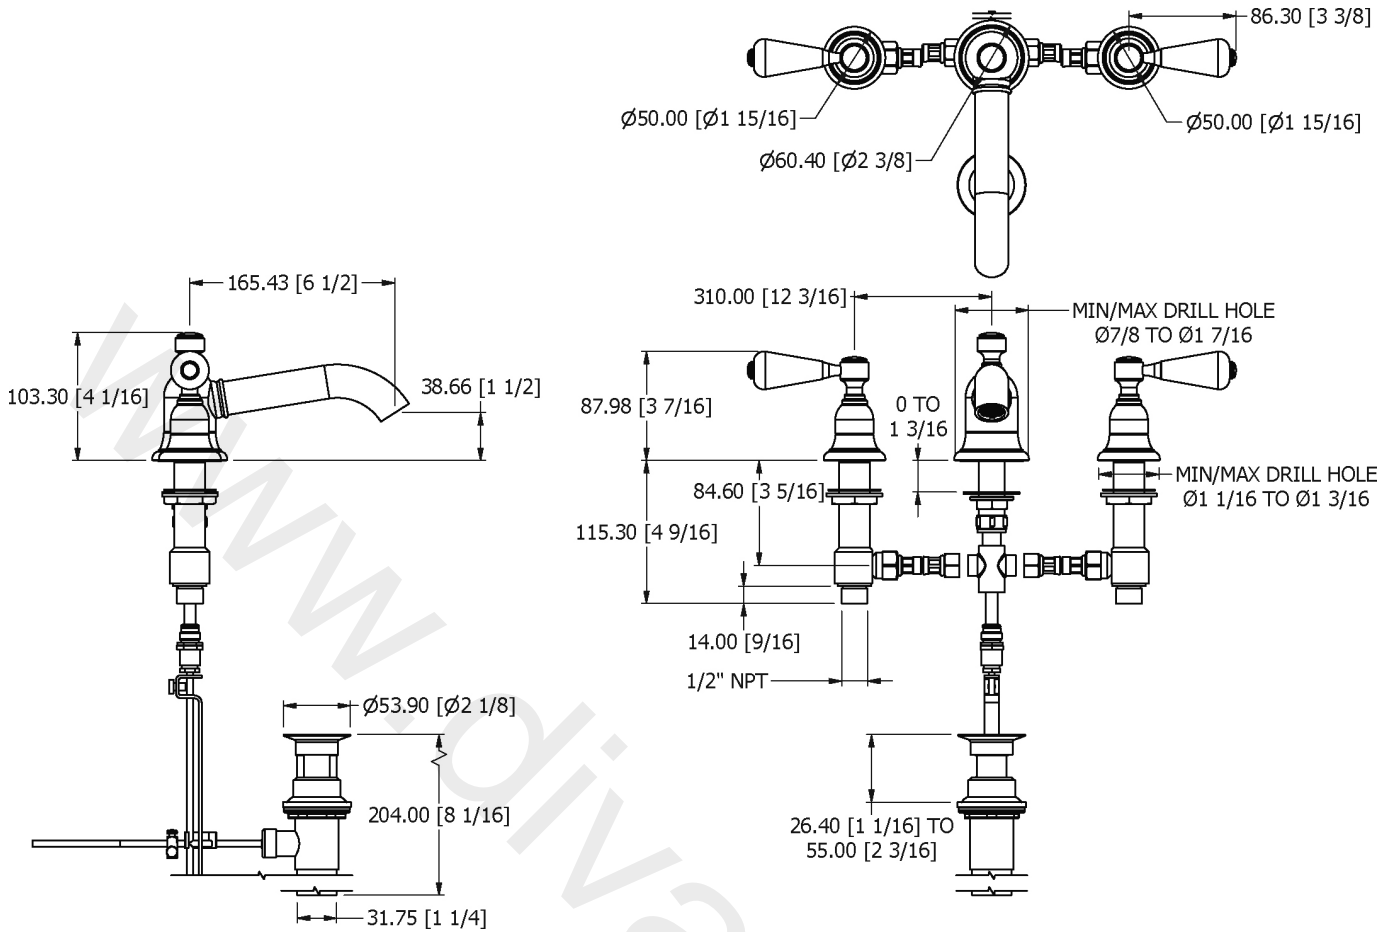 86.30 [3 3/8]
Ø50.00 [Ø1 15/16]
Ø50.00 [Ø1 15/16]
Ø60.40 [Ø2 3/8]
165.43 [6 1/2]
310.00 [12 3/16]
MIN/MAX DRILL HOLE
Ø7/8 TO Ø1 7/16
103.30 [4 1/16]
38.66 [1 1/2]
87.98 [3 7/16]
0 TO
1 3/16
84.60 [3 5/16]
MIN/MAX DRILL HOLE
Ø1 1/16 TO Ø1 3/16
115.30 [4 9/16]
14.00 [9/16]
1/2" NPT
Ø53.90 [Ø2 1/8]
204.00 [8 1/16]
26.40 [1 1/16] TO
55.00 [2 3/16]
31.75 [1 1/4]
www.diva